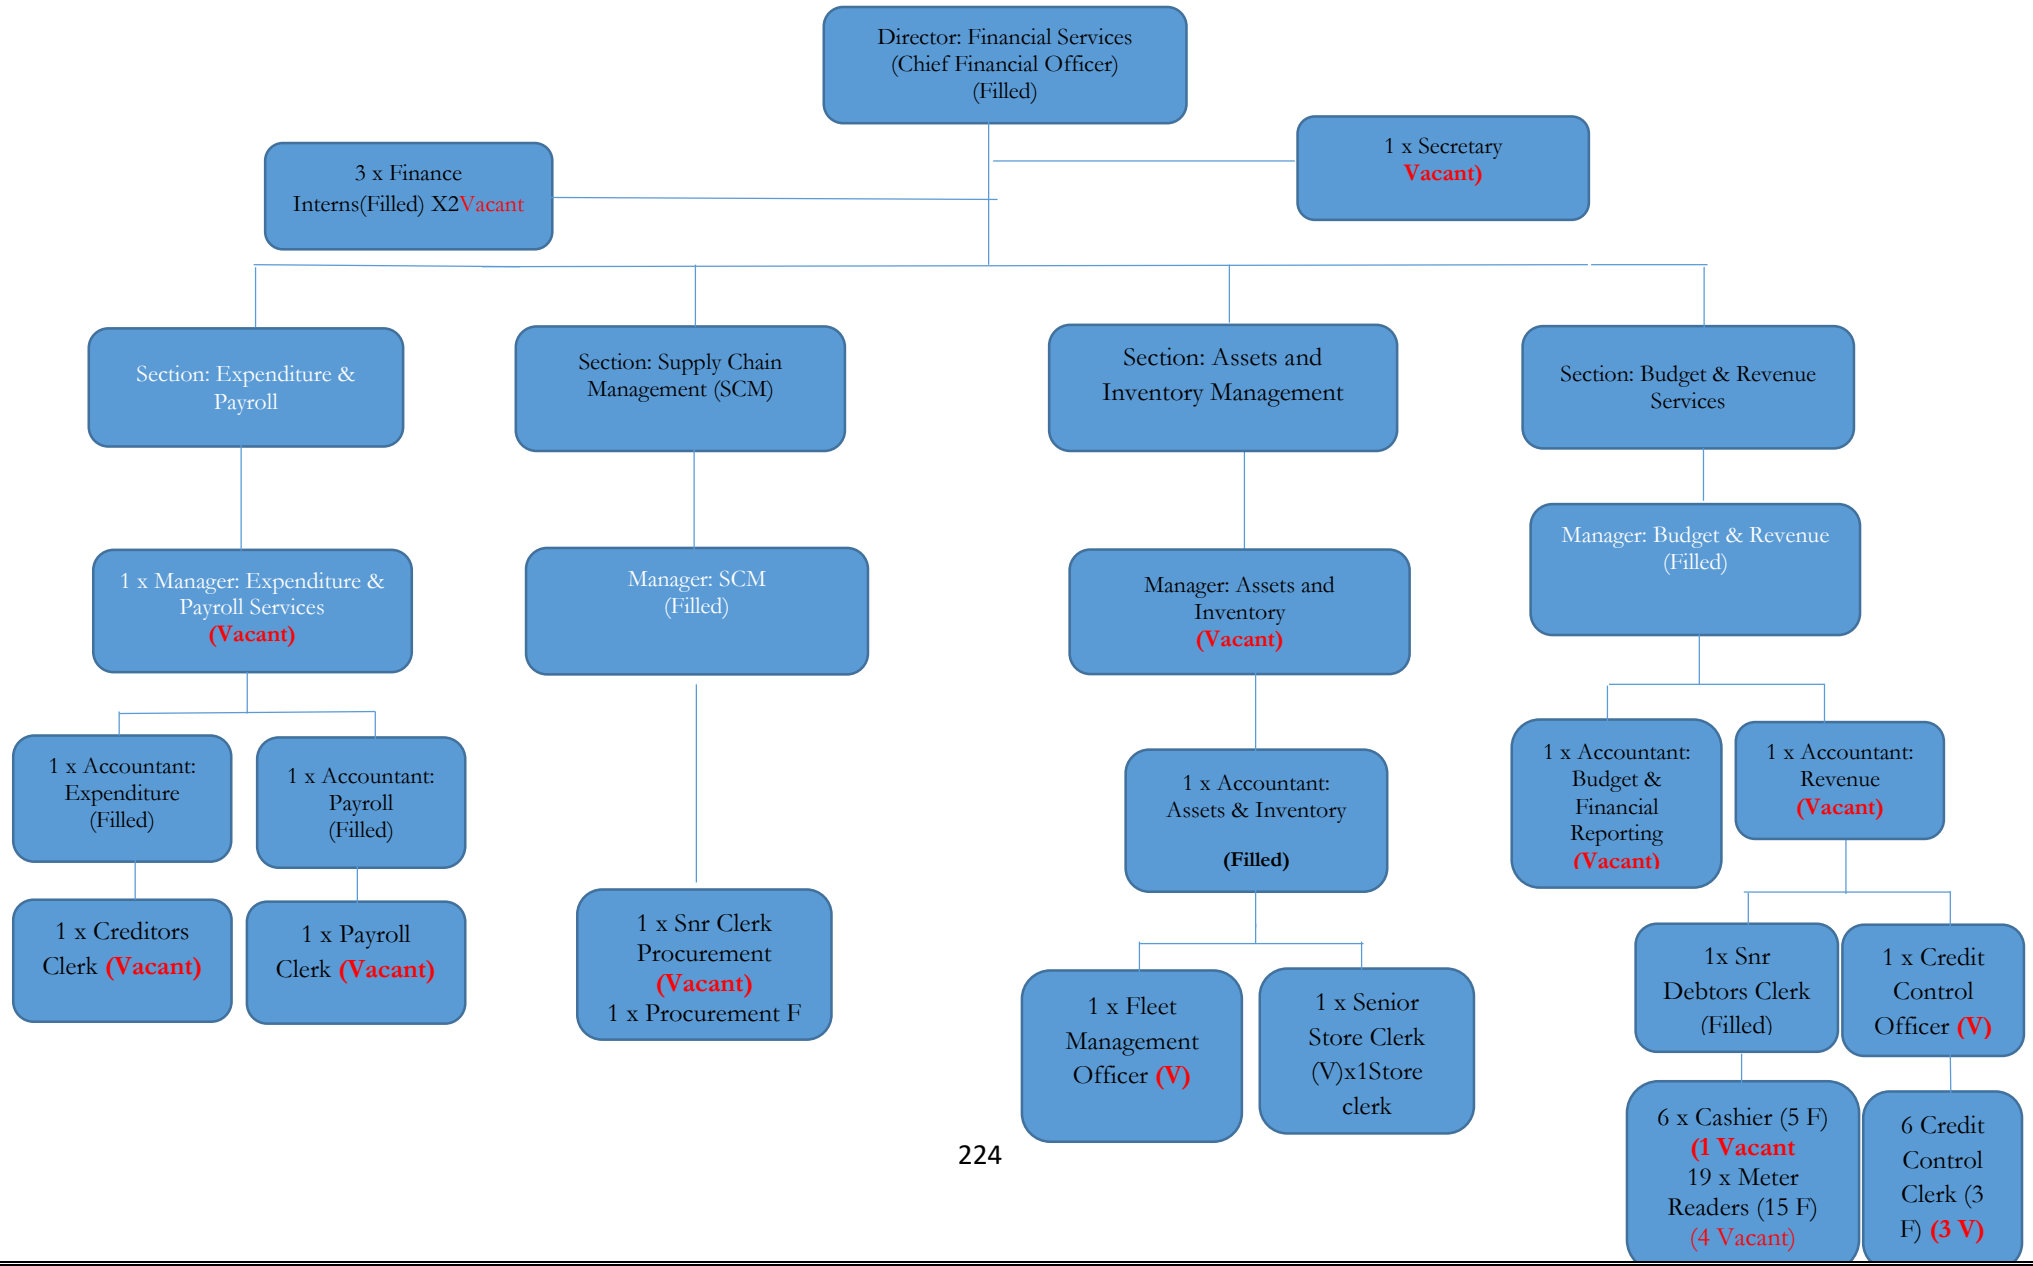 Director: Financial Services
(Chief Financial Officer)
(Filled)
1 x Secretary
Vacant)
3 x Finance
Interns(Filled) X2Vacant
Section: Expenditure &
Payroll
Section: Supply Chain
Management (SCM)
Section: Assets and
Inventory Management
Section: Budget & Revenue
Services
1 x Manager: Expenditure &
Payroll Services
(Vacant)
Manager: SCM
(Filled)
Manager: Assets and
Inventory
(Vacant)
Manager: Budget & Revenue
(Filled)
1 x Accountant:
Expenditure
(Filled)
1 x Accountant:
Payroll
(Filled)
1 x Accountant:
Assets & Inventory
(Filled)
1 x Accountant:
Budget &
Financial
Reporting
(Vacant)
1 x Accountant:
Revenue
(Vacant)
1 x Creditors
Clerk (Vacant)
1 x Payroll
Clerk (Vacant)
1 x Snr Clerk
Procurement
(Vacant)
1 x Procurement F
1 x Fleet
Management
Officer (V)
1 x Senior
Store Clerk
(V)x1Store
clerk
1x Snr
Debtors Clerk
(Filled)
1 x Credit
Control
Officer (V)
6 x Cashier (5 F)
(1 Vacant
19 x Meter
Readers (15 F)
(4 Vacant)
6 Credit
Control
Clerk (3
F) (3 V)
224